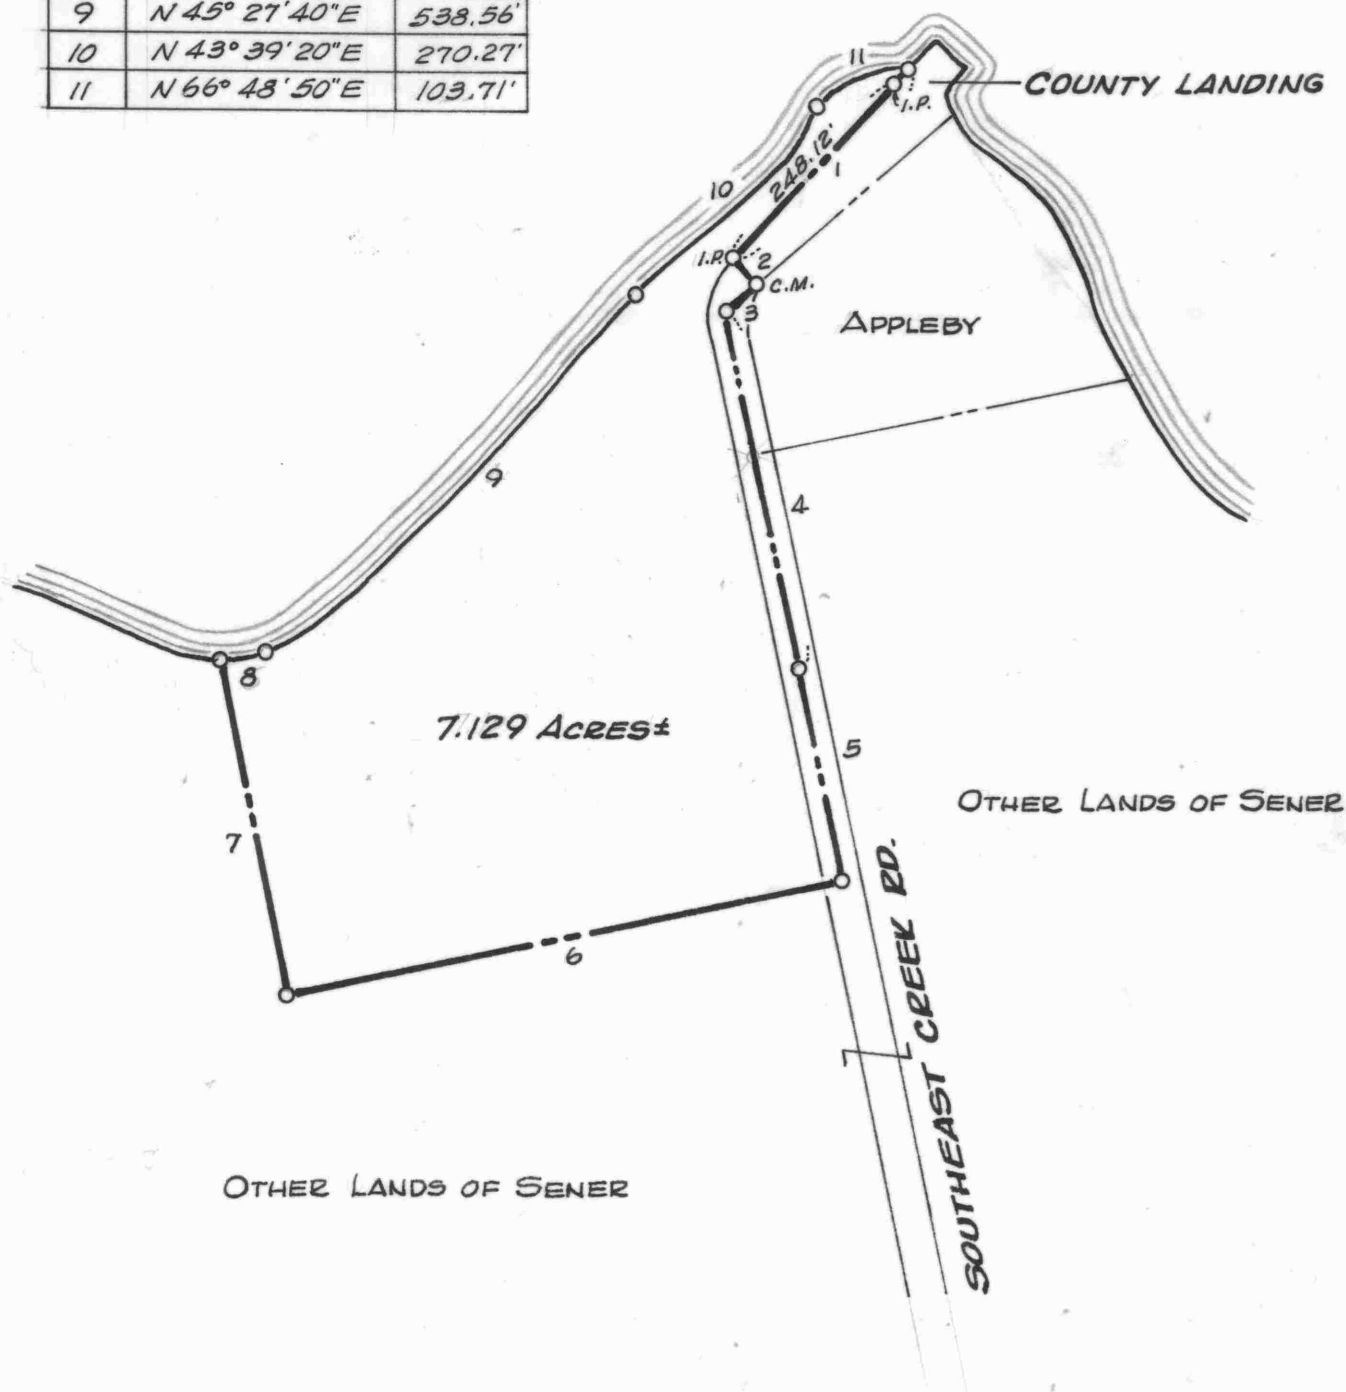 9 N 45° 27' 40" E 538.56'
10 N 43° 39' 20" E 270.27'
11 N 66° 48' 50" E 103.71'
11
COUNTY LANDING
I.P.
248.12'
1
10
I.P.
2
C.M.
3
APPLEBY
9
4
8
7.129 ACRES±
5
OTHER LANDS OF SENER
7
6
SOUTHEAST CREEK RD.
OTHER LANDS OF SENER